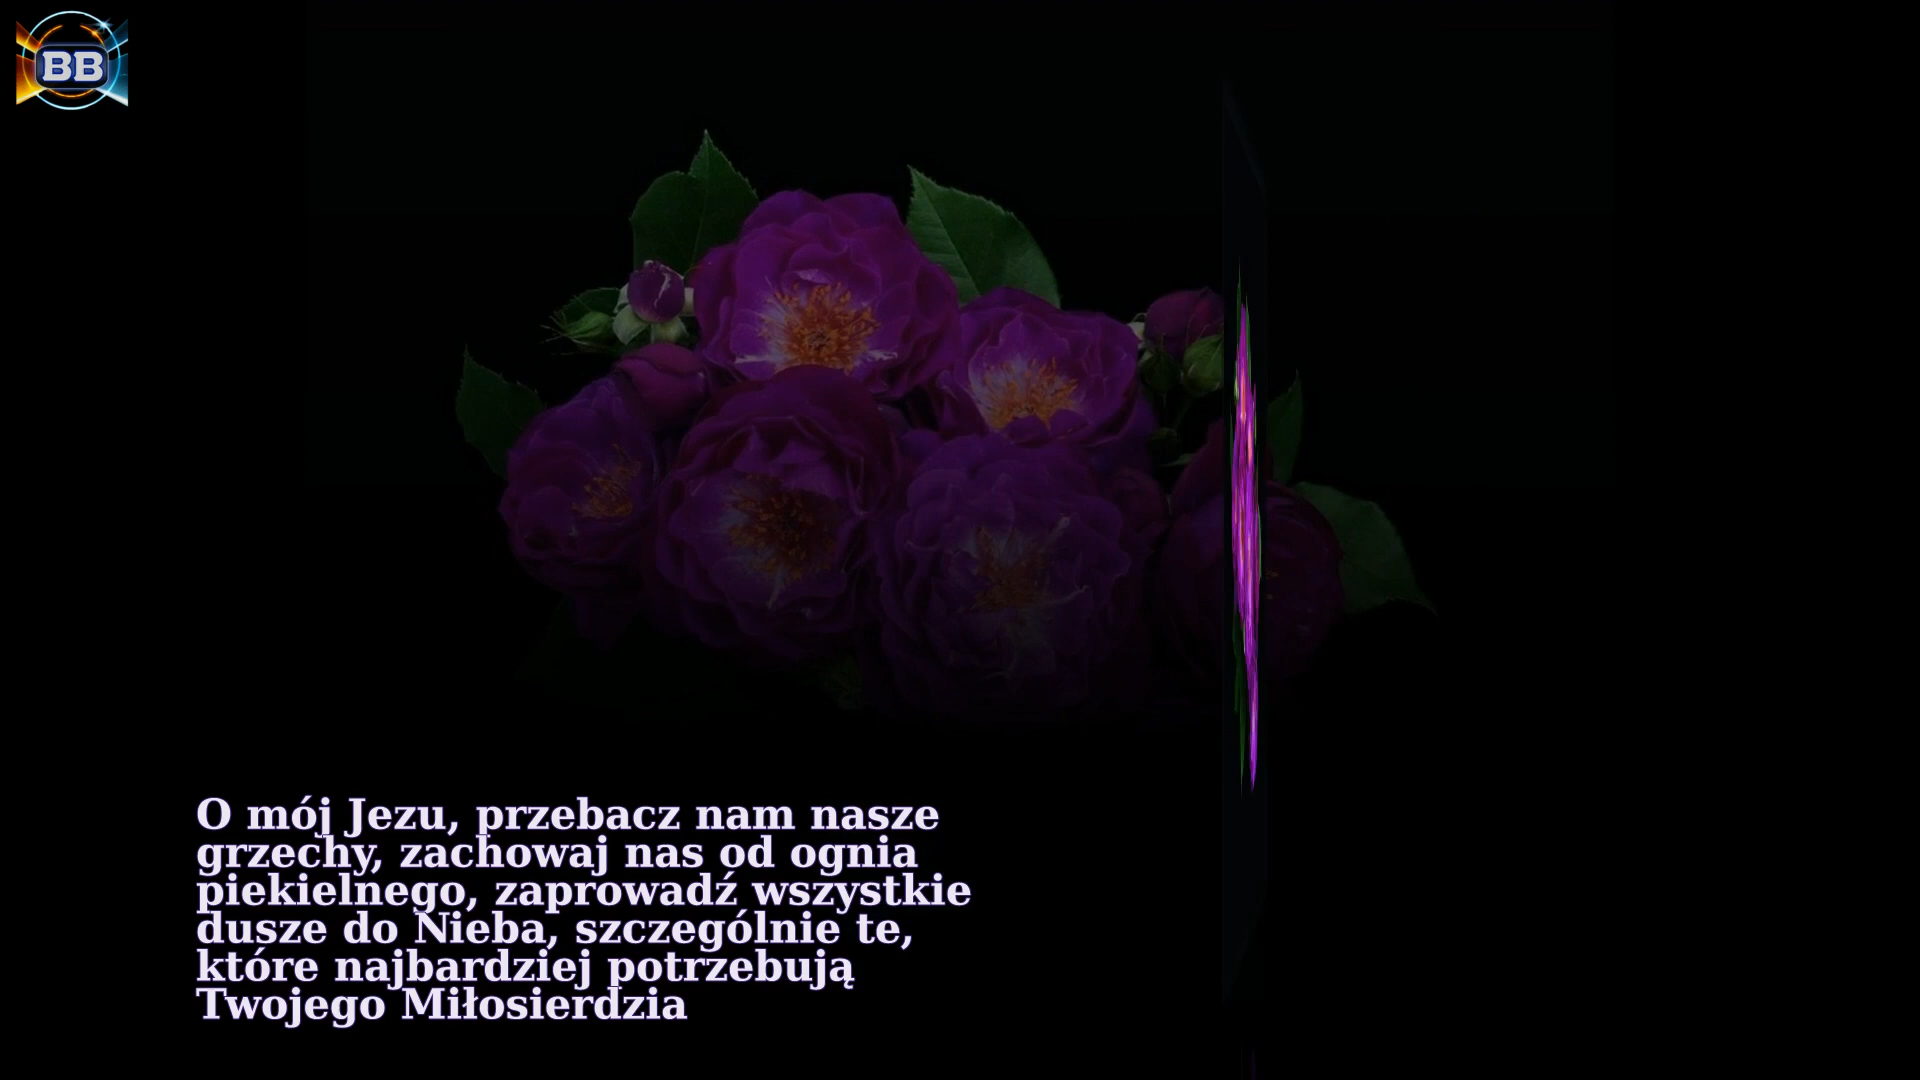 BB
O mój Jezu, przebacz nam nasze
grzechy, zachowaj nas od ognia
piekielnego, zaprowadź wszystkie
dusze do Nieba, szczególnie te,
które najbardziej potrzebują
Twojego Miłosierdzia